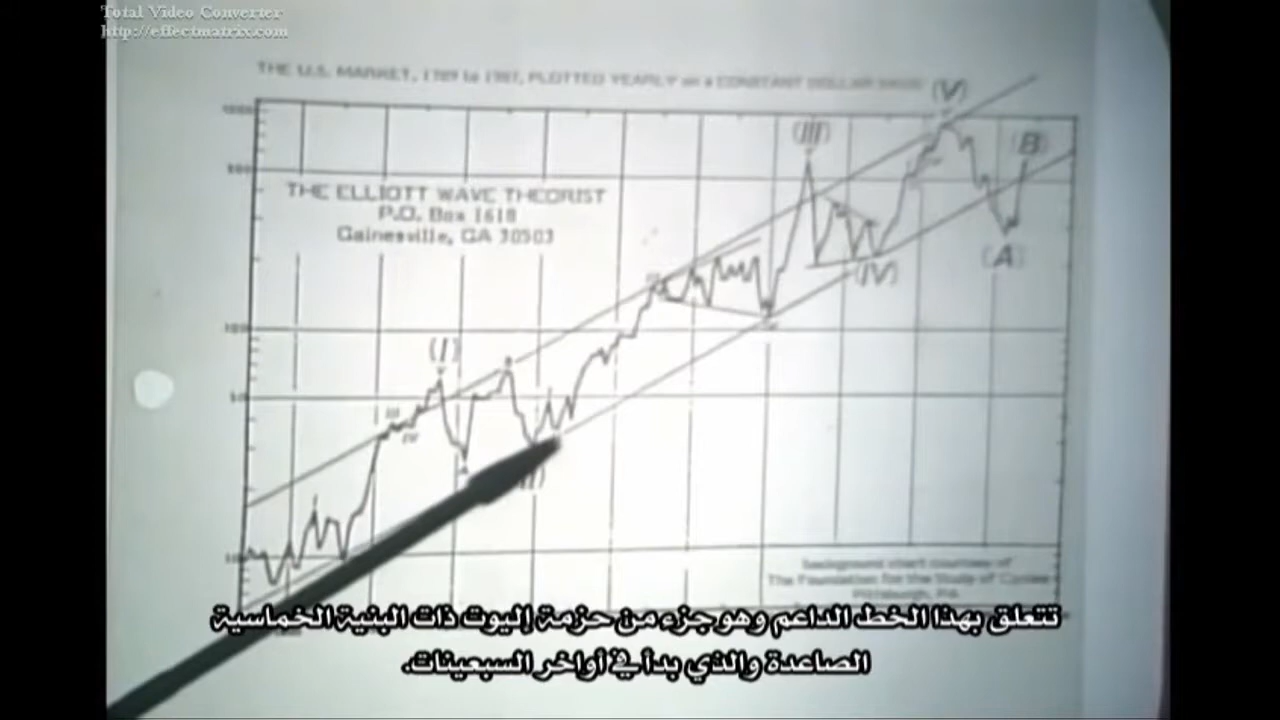 Total Video Converter
http://effectmatrix.com
THE U.S. MARKET, 1789 to 1987, PLOTTED YEARLY on a CONSTANT DOLLAR
(V)
(III)
(B)
THE ELLIOTT WAVE THEORIST
P.O. Box 1618
Gainesville, GA 30503
(A)
(IV)
(I)
background chart courtesy of
The Foundation for the Study of Cycles
Pittsburgh, PA
تتعلق بهذا الخط الداعم وهو جزء من حزمة إليوت ذات البنية الخماسية
الصاعدة والذي بدأ في أواخر السبعينات.